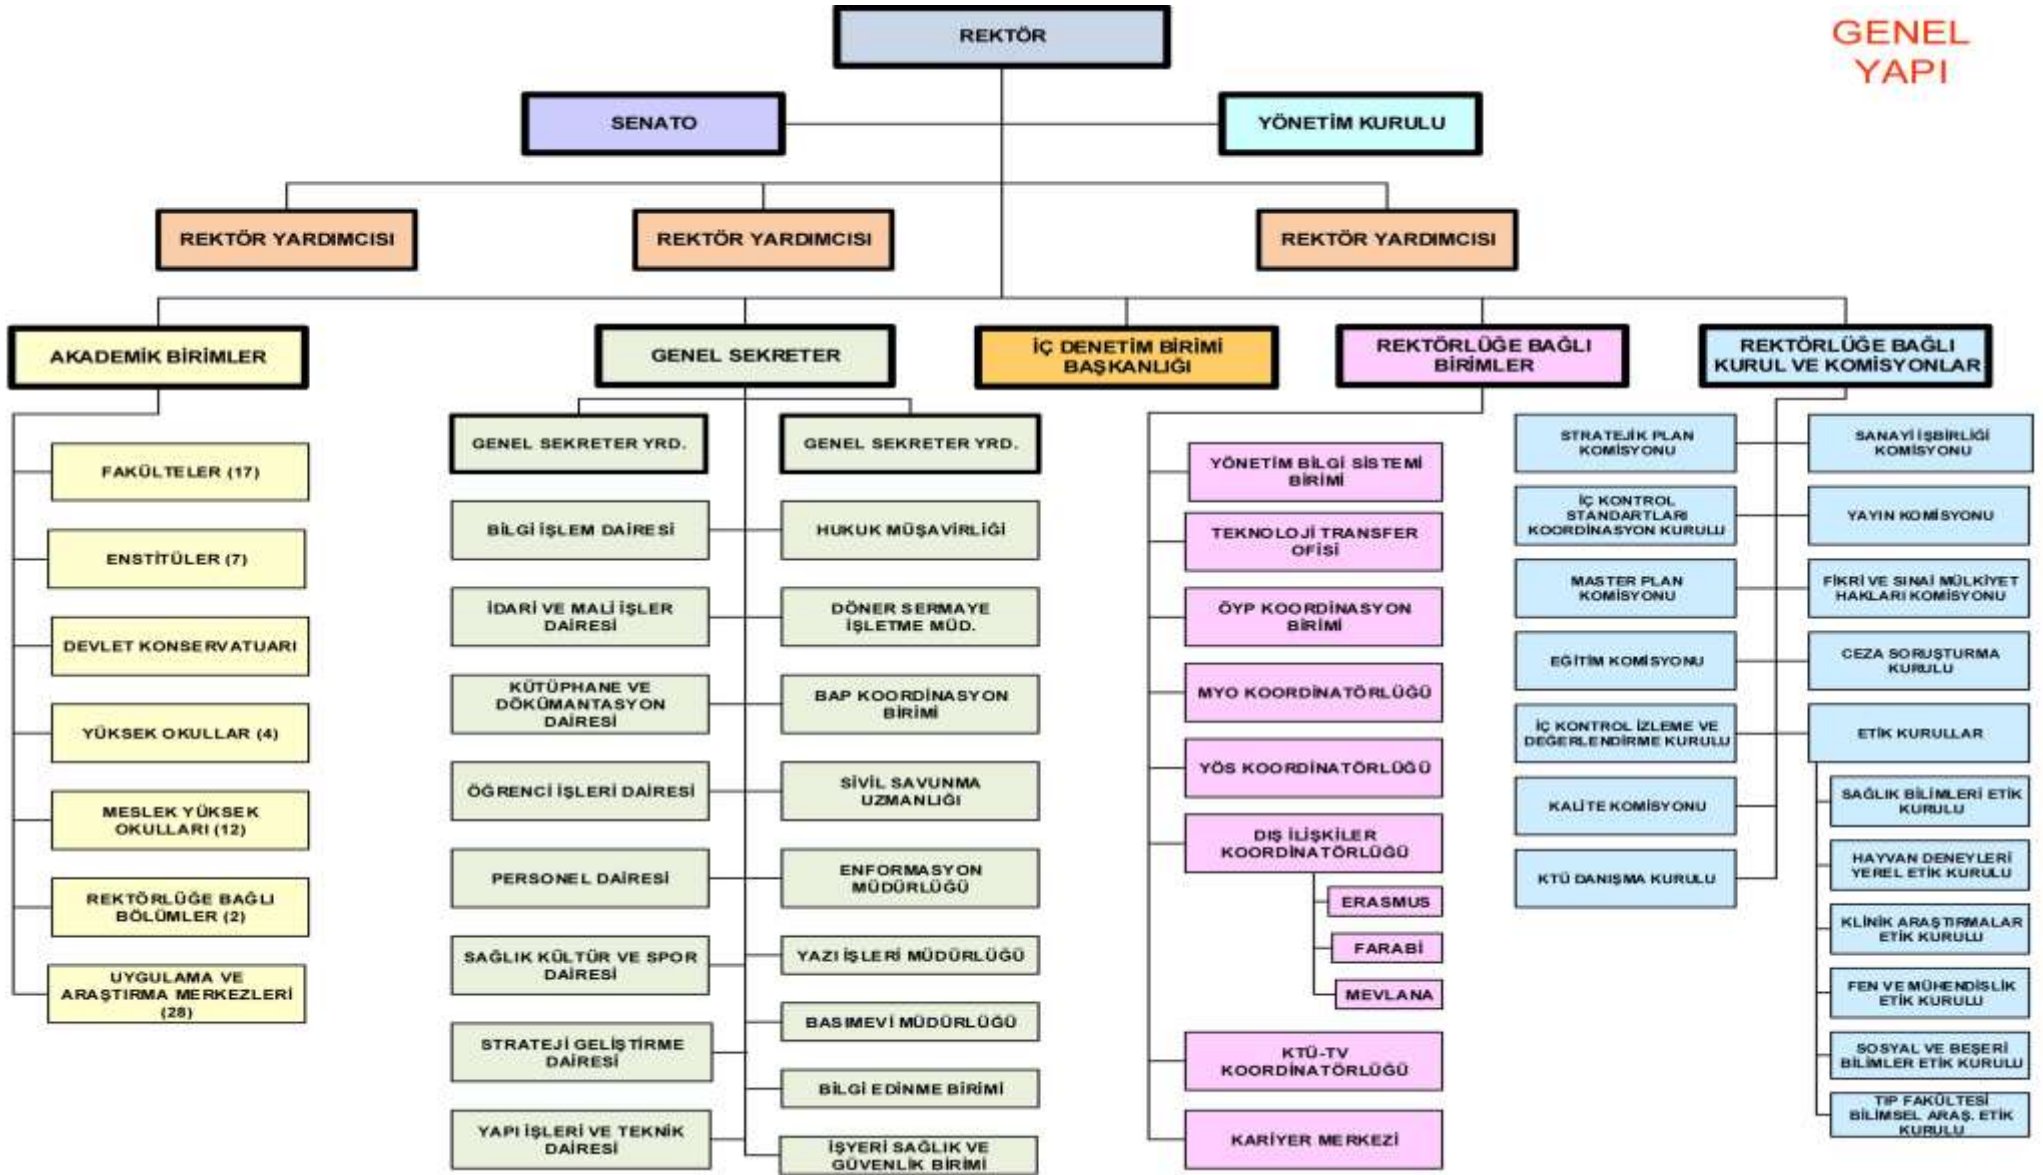 GENEL
YAPI
REKTÖR
SENATO
YÖNETİM KURULU
REKTÖR YARDIMCISI
REKTÖR YARDIMCISI
REKTÖR YARDIMCISI
AKADEMİK BİRİMLER
FAKÜLTELER (17)
ENSTİTÜLER (7)
DEVLET KONSERVATUARI
YÜKSEK OKULLAR (4)
MESLEK YÜKSEK
OKULLARI (12)
REKTÖRLÜĞE BAĞLI
BÖLÜMLER (2)
UYGULAMA VE
ARAŞTIRMA MERKEZLERİ
(28)
GENEL SEKRETER
GENEL SEKRETER YRD.
GENEL SEKRETER YRD.
BİLGİ İŞLEM DAİRESİ
İDARİ VE MALİ İŞLER
DAİRESİ
KÜTÜPHANE VE
DÖKÜMANTASYON
DAİRESİ
ÖĞRENCİ İŞLERİ DAİRESİ
PERSONEL DAİRESİ
SAĞLIK KÜLTÜR VE SPOR
DAİRESİ
STRATEJİ GELİŞTİRME
DAİRESİ
YAPI İŞLERİ VE TEKNİK
DAİRESİ
HUKUK MÜŞAVİRLİĞİ
DÖNER SERMAYE
İŞLETME MÜD.
BAP KOORDİNASYON
BİRİMİ
SİVİL SAVUNMA
UZMANLIĞI
ENFORMASYON
MÜDÜRLÜĞÜ
YAZI İŞLERİ MÜDÜRLÜĞÜ
BASIMEVİ MÜDÜRLÜĞÜ
BİLGİ EDİNME BİRİMİ
İŞYERİ SAĞLIK VE
GÜVENLİK BİRİMİ
İÇ DENETİM BİRİMİ
BAŞKANLIĞI
REKTÖRLÜĞE BAĞLI
BİRİMLER
YÖNETİM BİLGİ SİSTEMİ
BİRİMİ
TEKNOLOJİ TRANSFER
OFİSİ
ÖYP KOORDİNASYON
BİRİMİ
MYO KOORDİNATÖRLÜĞÜ
YÖS KOORDİNATÖRLÜĞÜ
DIŞ İLİŞKİLER
KOORDİNATÖRLÜĞÜ
ERASMUS
FARABİ
MEVLANA
KTÜ-TV
KOORDİNATÖRLÜĞÜ
KARİYER MERKEZİ
REKTÖRLÜĞE BAĞLI
KURUL VE KOMİSYONLAR
STRATEJİK PLAN
KOMİSYONU
İÇ KONTROL
STANDARTLARI
KOORDİNASYON KURULU
MASTER PLAN
KOMİSYONU
EĞİTİM KOMİSYONU
İÇ KONTROL İZLEME VE
DEĞERLENDİRME KURULU
KALİTE KOMİSYONU
KTÜ DANIŞMA KURULU
SANAYİ İŞBİRLİĞİ
KOMİSYONU
YAYIN KOMİSYONU
FİKRİ VE SINAİ MÜLKİYET
HAKLARI KOMİSYONU
CEZA SORUŞTURMA
KURULU
ETİK KURULLAR
SAĞLIK BİLİMLERİ ETİK
KURULU
HAYVAN DENEYLERİ
YEREL ETİK KURULU
KLİNİK ARAŞTIRMALAR
ETİK KURULU
FEN VE MÜHENDİSLİK
ETİK KURULU
SOSYAL VE BEŞERİ
BİLİMLER ETİK KURULU
TIP FAKÜLTESİ
BİLİMSEL ARAŞ. ETİK
KURULU